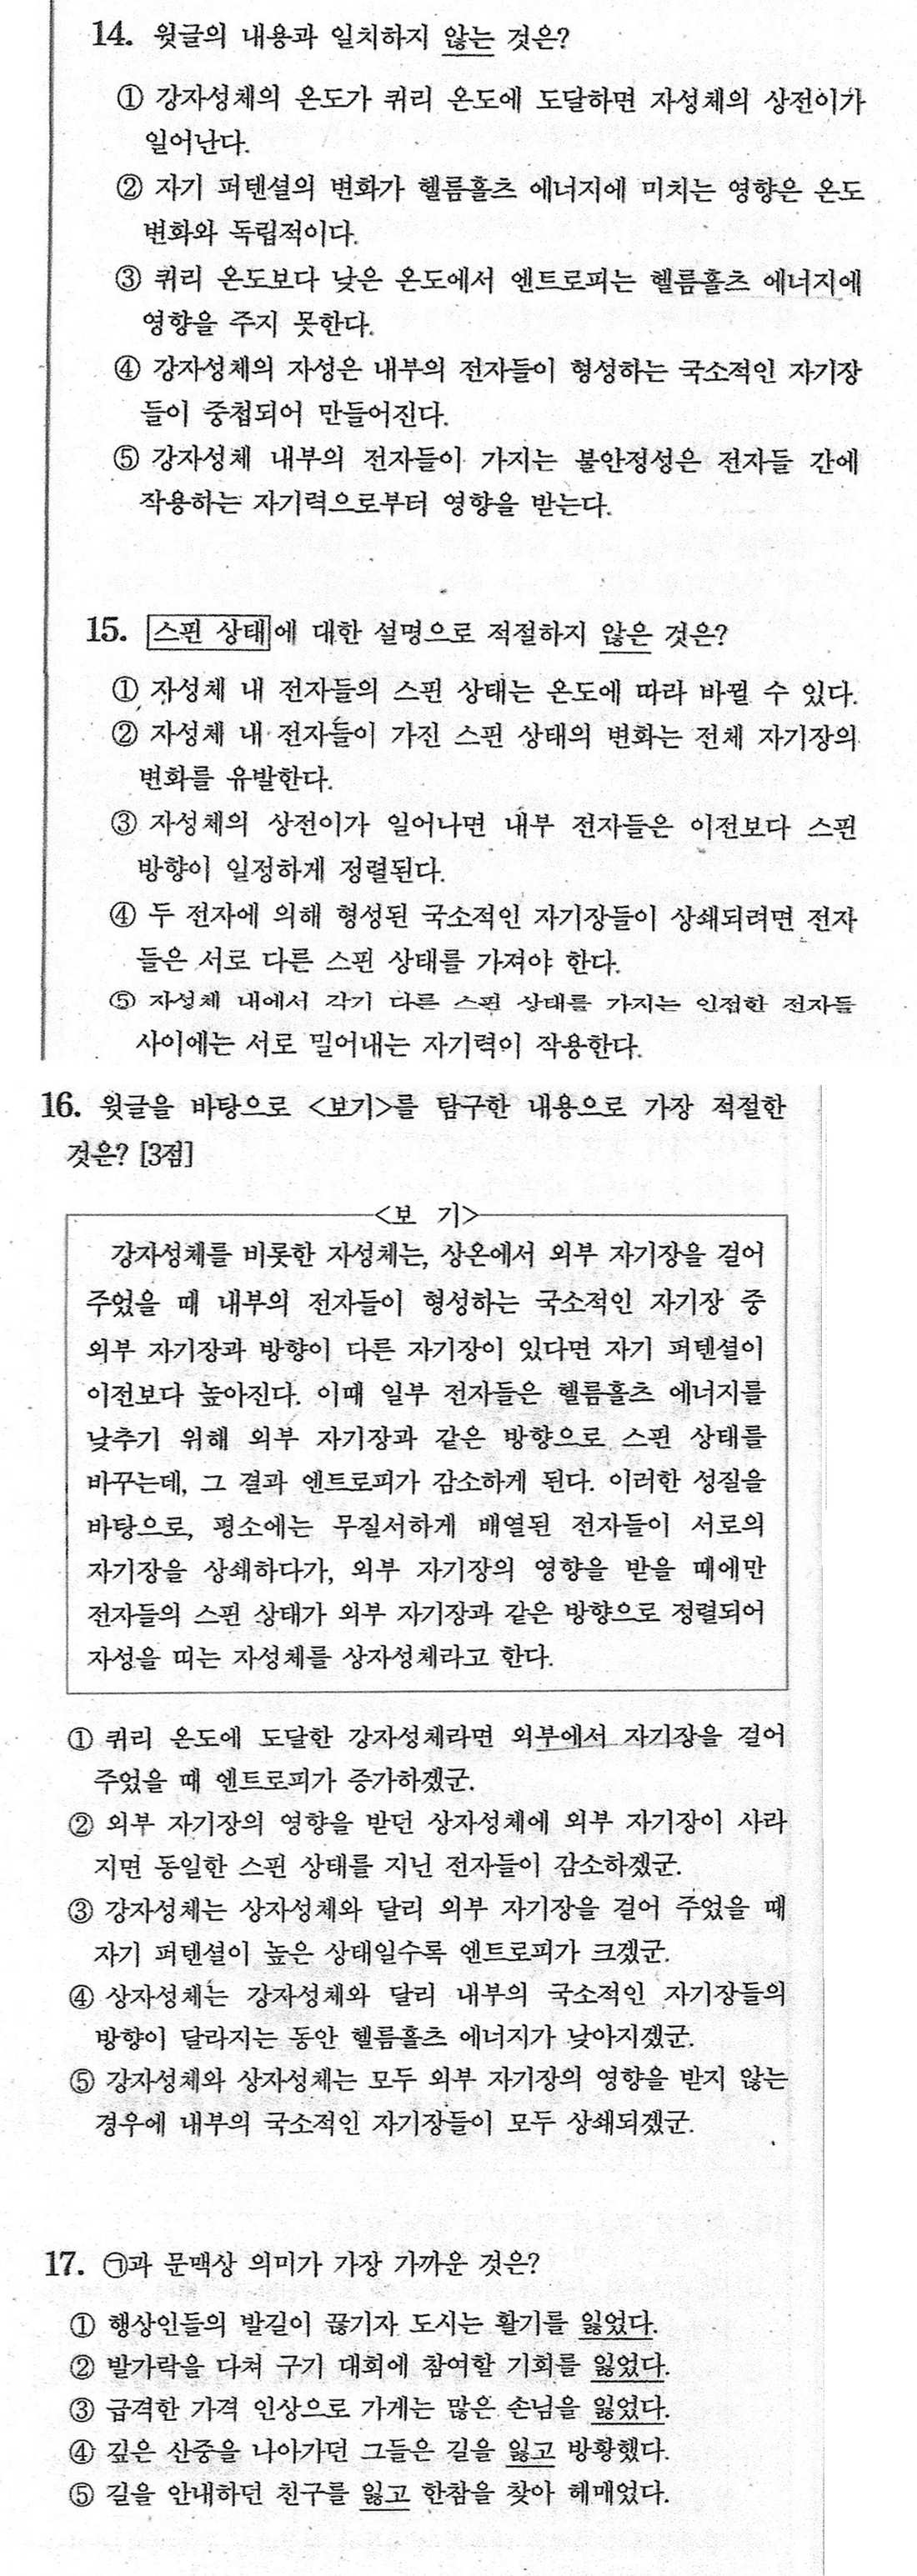 14. 윗글의 내용과 일치하지 않는 것은?
① 강자성체의 온도가 퀴리 온도에 도달하면 자성체의 상전이가
일어난다.
② 자기 퍼텐셜의 변화가 헬름홀츠 에너지에 미치는 영향은 온도
변화와 독립적이다.
③ 퀴리 온도보다 낮은 온도에서 엔트로피는 헬름홀츠 에너지에
영향을 주지 못한다.
④ 강자성체의 자성은 내부의 전자들이 형성하는 국소적인 자기장
들이 중첩되어 만들어진다.
⑤ 강자성체 내부의 전자들이 가지는 불안정성은 전자들 간에
작용하는 자기력으로부터 영향을 받는다.
15. 스핀 상태에 대한 설명으로 적절하지 않은 것은?
① 자성체 내 전자들의 스핀 상태는 온도에 따라 바뀔 수 있다.
② 자성체 내 전자들이 가진 스핀 상태의 변화는 전체 자기장의
변화를 유발한다.
③ 자성체의 상전이가 일어나면 내부 전자들은 이전보다 스핀
방향이 일정하게 정렬된다.
④ 두 전자에 의해 형성된 국소적인 자기장들이 상쇄되려면 전자
들은 서로 다른 스핀 상태를 가져야 한다.
⑤ 자성체 내에서 각기 다른 스핀 상태를 가지는 인접한 전자들
사이에는 서로 밀어내는 자기력이 작용한다.
16. 윗글을 바탕으로 <보기>를 탐구한 내용으로 가장 적절한
것은? [3점]
<보 기>
강자성체를 비롯한 자성체는, 상온에서 외부 자기장을 걸어
주었을 때 내부의 전자들이 형성하는 국소적인 자기장 중
외부 자기장과 방향이 다른 자기장이 있다면 자기 퍼텐셜이
이전보다 높아진다. 이때 일부 전자들은 헬름홀츠 에너지를
낮추기 위해 외부 자기장과 같은 방향으로 스핀 상태를
바꾸는데, 그 결과 엔트로피가 감소하게 된다. 이러한 성질을
바탕으로, 평소에는 무질서하게 배열된 전자들이 서로의
자기장을 상쇄하다가, 외부 자기장의 영향을 받을 때에만
전자들의 스핀 상태가 외부 자기장과 같은 방향으로 정렬되어
자성을 띠는 자성체를 상자성체라고 한다.
① 퀴리 온도에 도달한 강자성체라면 외부에서 자기장을 걸어
주었을 때 엔트로피가 증가하겠군.
② 외부 자기장의 영향을 받던 상자성체에 외부 자기장이 사라
지면 동일한 스핀 상태를 지닌 전자들이 감소하겠군.
③ 강자성체는 상자성체와 달리 외부 자기장을 걸어 주었을 때
자기 퍼텐셜이 높은 상태일수록 엔트로피가 크겠군.
④ 상자성체는 강자성체와 달리 내부의 국소적인 자기장들의
방향이 달라지는 동안 헬름홀츠 에너지가 낮아지겠군.
⑤ 강자성체와 상자성체는 모두 외부 자기장의 영향을 받지 않는
경우에 내부의 국소적인 자기장들이 모두 상쇄되겠군.
17. ㉠과 문맥상 의미가 가장 가까운 것은?
① 행상인들의 발길이 끊기자 도시는 활기를 잃었다.
② 발가락을 다쳐 구기 대회에 참여할 기회를 잃었다.
③ 급격한 가격 인상으로 가게는 많은 손님을 잃었다.
④ 깊은 산중을 나아가던 그들은 길을 잃고 방황했다.
⑤ 길을 안내하던 친구를 잃고 한참을 찾아 헤매었다.